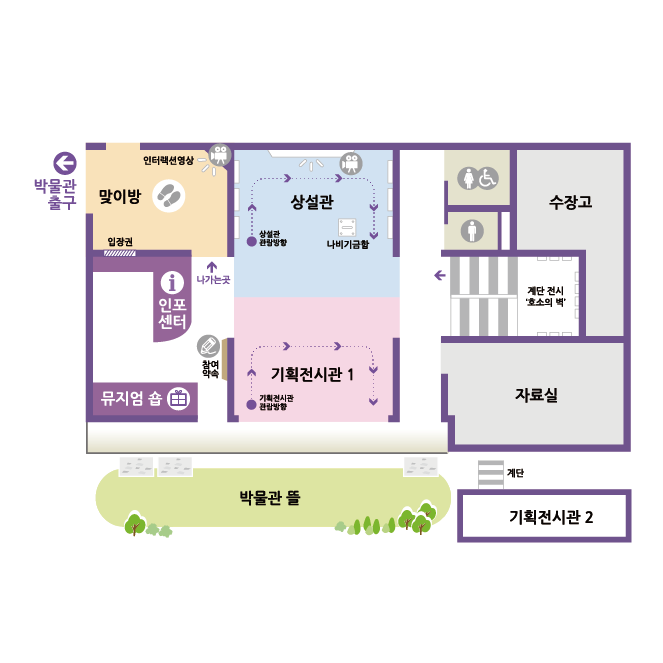 박물관
출구
인터랙션영상
맞이방
입장권
나가는곳
인포
센터
참여
약속
뮤지엄 숍
상설관
상설관
관람방향
나비기금함
기획전시관 1
기획전시관
관람방향
수장고
계단 전시
‘호소의 벽’
자료실
계단
기획전시관 2
박물관 뜰